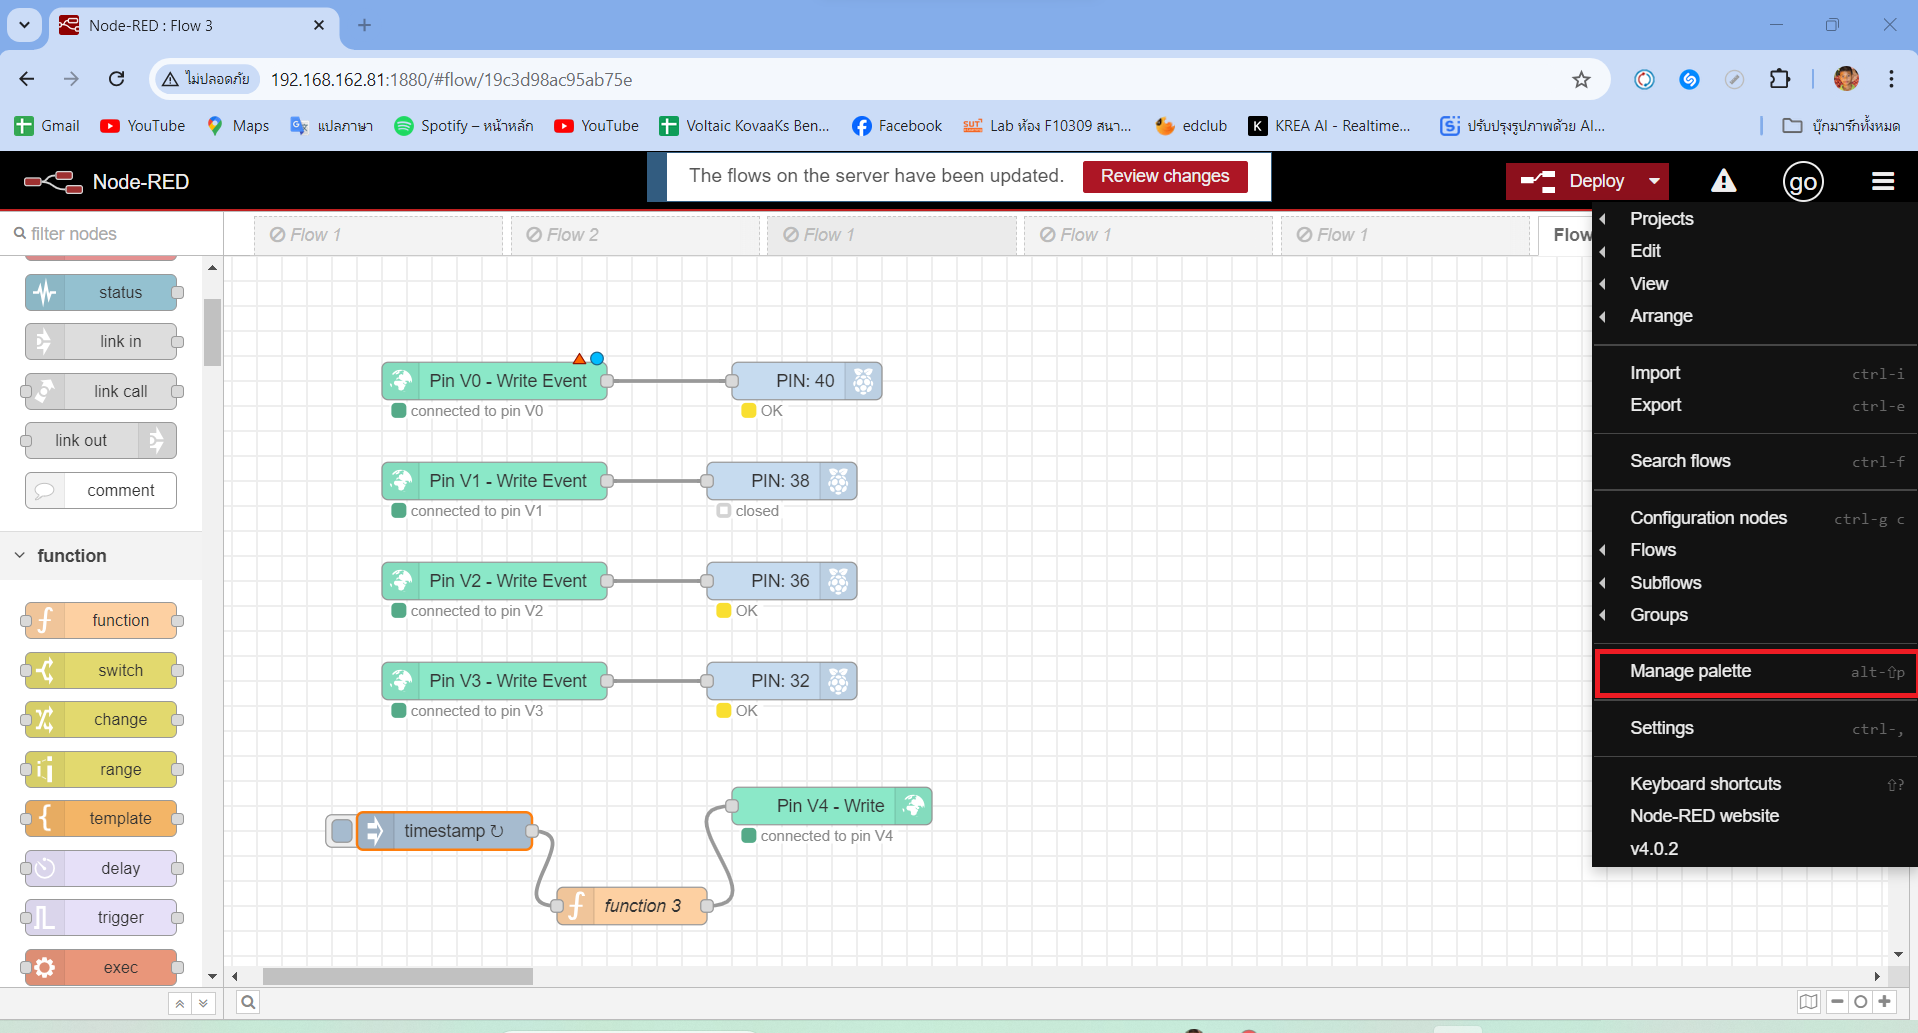 Node-RED : Flow 3
ไม่ปลอดภัย 192.168.162.81:1880/#flow/19c3d98ac95ab75e
Gmail YouTube Maps แปลภาษา Spotify – หน้าหลัก YouTube Voltaic KovaaKs Ben... Facebook SUT Lab ห้อง F10309 สนา... edclub K KREA AI - Realtime... ปรับปรุงรูปภาพด้วย AI... บุ๊กมาร์กทั้งหมด
Node-RED
The flows on the server have been updated. Review changes
Deploy
go
filter nodes
Flow 1 Flow 2 Flow 1 Flow 1 Flow 1 Flow
status
link in
link call
link out
comment
function
function
switch
change
range
template
delay
trigger
exec
Pin V0 - Write Event PIN: 40
connected to pin V0 OK
Pin V1 - Write Event PIN: 38
connected to pin V1 closed
Pin V2 - Write Event PIN: 36
connected to pin V2 OK
Pin V3 - Write Event PIN: 32
connected to pin V3 OK
Pin V4 - Write
timestamp ↻
connected to pin V4
function 3
Projects
Edit
View
Arrange
Import ctrl-i
Export ctrl-e
Search flows ctrl-f
Configuration nodes ctrl-g c
Flows
Subflows
Groups
Manage palette alt-⇧p
Settings ctrl-,
Keyboard shortcuts ⇧?
Node-RED website
v4.0.2